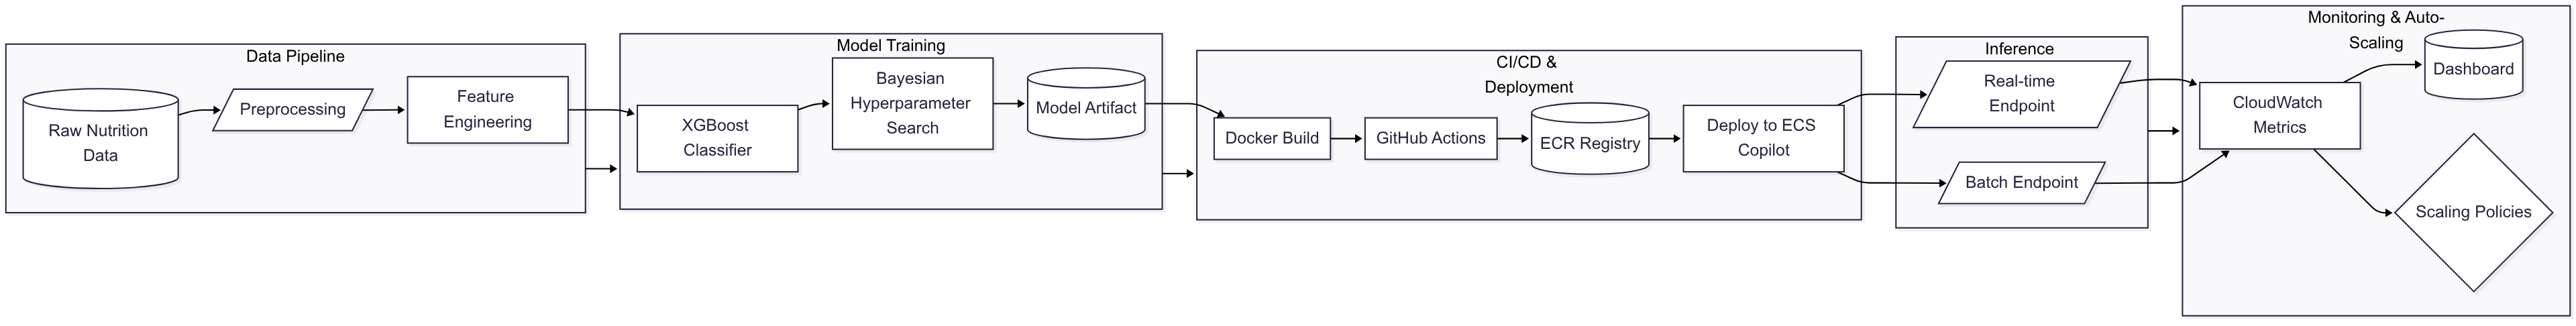 Data Pipeline
Raw Nutrition
Data
Preprocessing
Feature
Engineering
Model Training
XGBoost
Classifier
Bayesian
Hyperparameter
Search
Model Artifact
CI/CD &
Deployment
Docker Build
GitHub Actions
ECR Registry
Deploy to ECS
Copilot
Inference
Real-time
Endpoint
Batch Endpoint
Monitoring & Auto-
Scaling
CloudWatch
Metrics
Dashboard
Scaling Policies